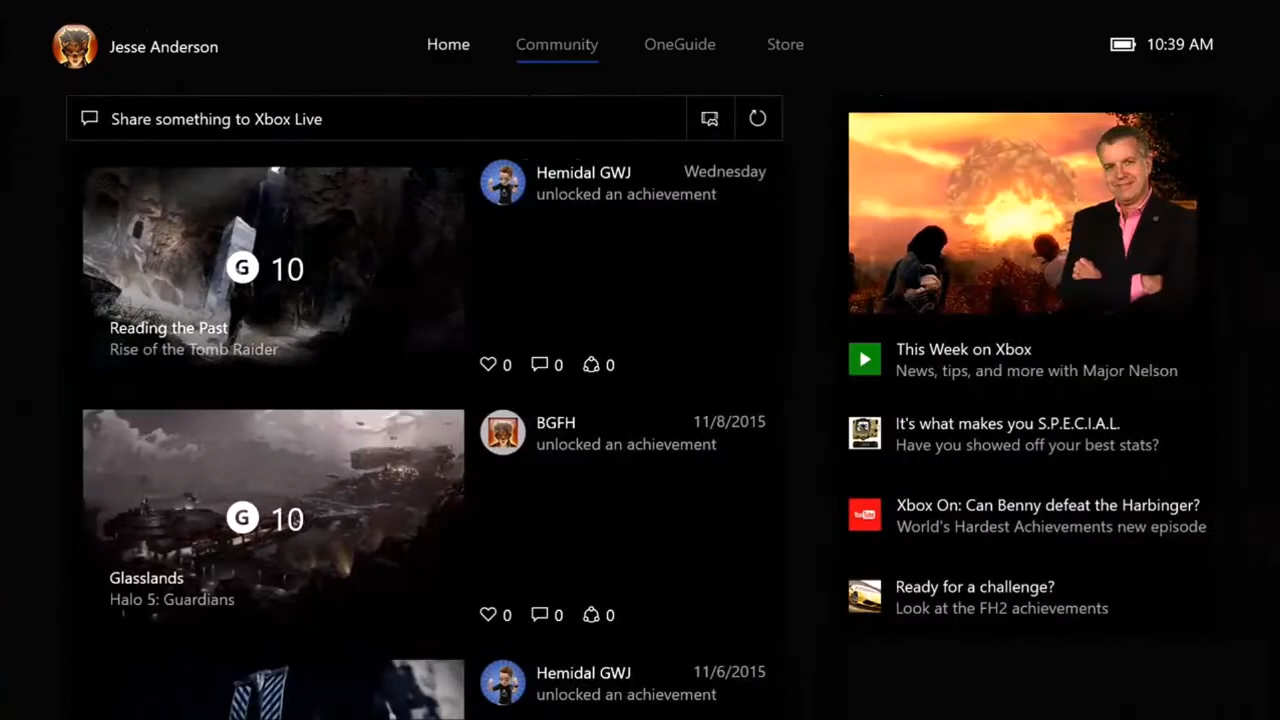 Jesse Anderson
Home
Community
OneGuide
Store
10:39 AM
Share something to Xbox Live
G 10
Reading the Past
Rise of the Tomb Raider
Hemidal GWJ
Wednesday
unlocked an achievement
0
0
0
G 10
Glasslands
Halo 5: Guardians
BGFH
11/8/2015
unlocked an achievement
0
0
0
Hemidal GWJ
11/6/2015
unlocked an achievement
This Week on Xbox
News, tips, and more with Major Nelson
It's what makes you S.P.E.C.I.A.L.
Have you showed off your best stats?
YouTube
Xbox On: Can Benny defeat the Harbinger?
World's Hardest Achievements new episode
Ready for a challenge?
Look at the FH2 achievements